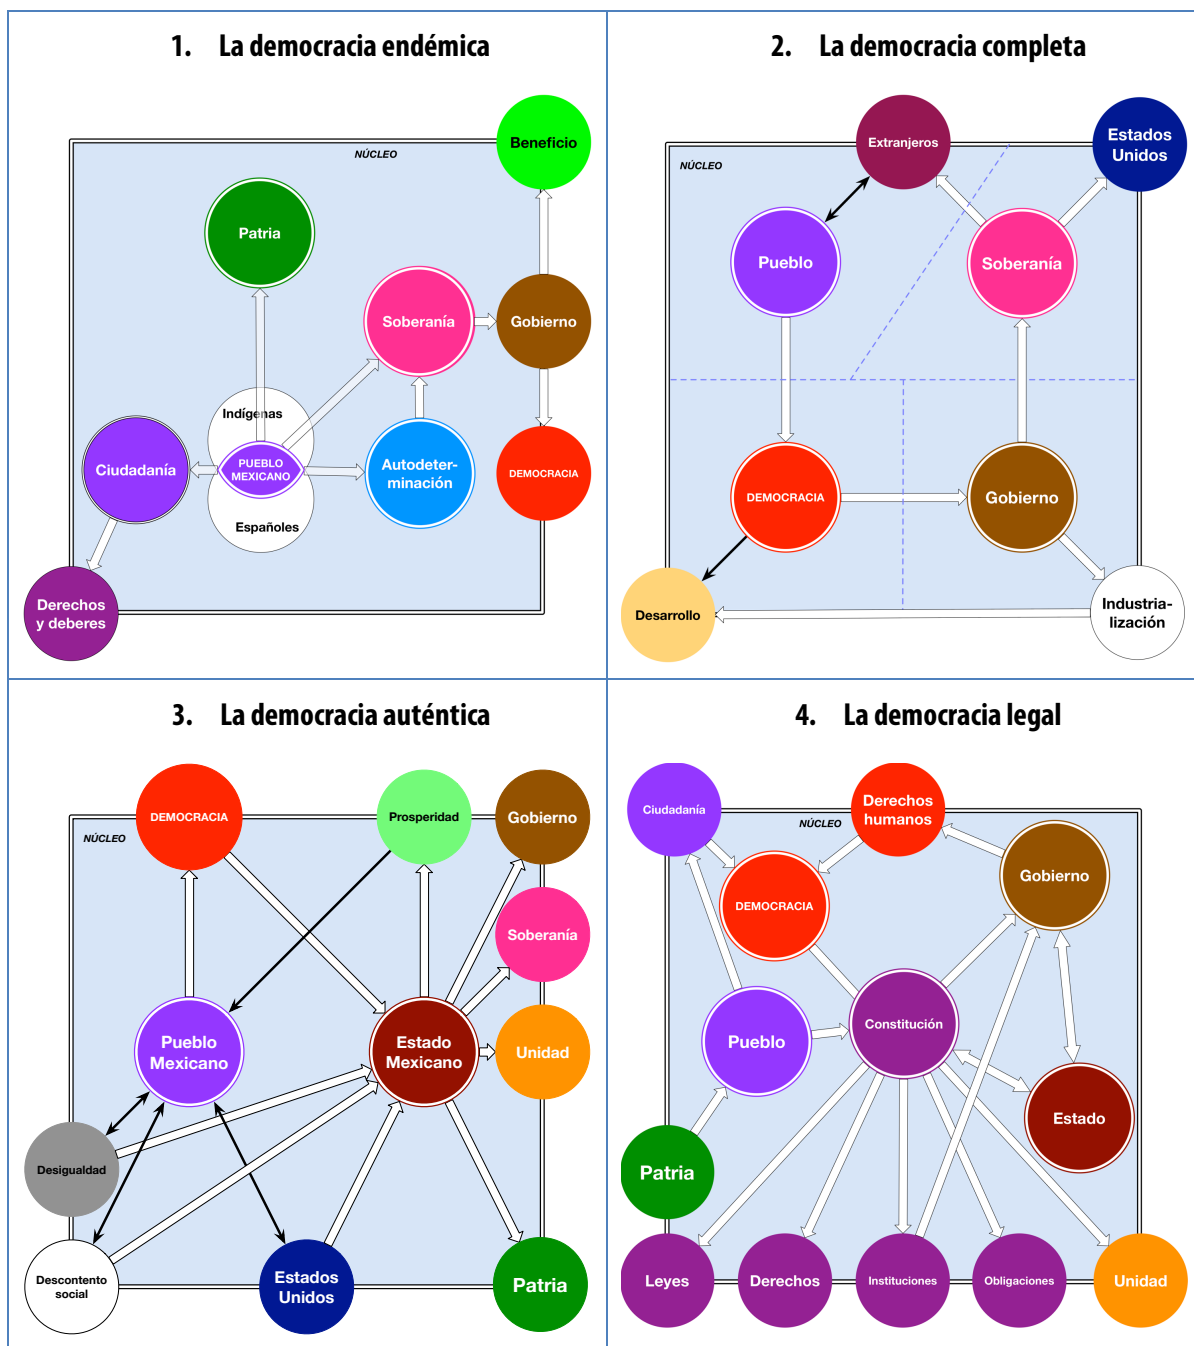 1. La democracia endémica
NÚCLEO
Beneficio
Patria
Soberanía
Gobierno
Indígenas
Ciudadanía
PUEBLO
MEXICANO
Autodeter-
minación
DEMOCRACIA
Españoles
Derechos
y deberes
2. La democracia completa
NÚCLEO
Extranjeros
Estados
Unidos
Pueblo
Soberanía
DEMOCRACIA
Gobierno
Desarrollo
Industria-
lización
3. La democracia auténtica
NÚCLEO
DEMOCRACIA
Prosperidad
Gobierno
Soberanía
Pueblo
Mexicano
Estado
Mexicano
Unidad
Desigualdad
Descontento
social
Estados
Unidos
Patria
4. La democracia legal
Ciudadanía
NÚCLEO
Derechos
humanos
Gobierno
DEMOCRACIA
Constitución
Pueblo
Estado
Patria
Leyes
Derechos
Instituciones
Obligaciones
Unidad